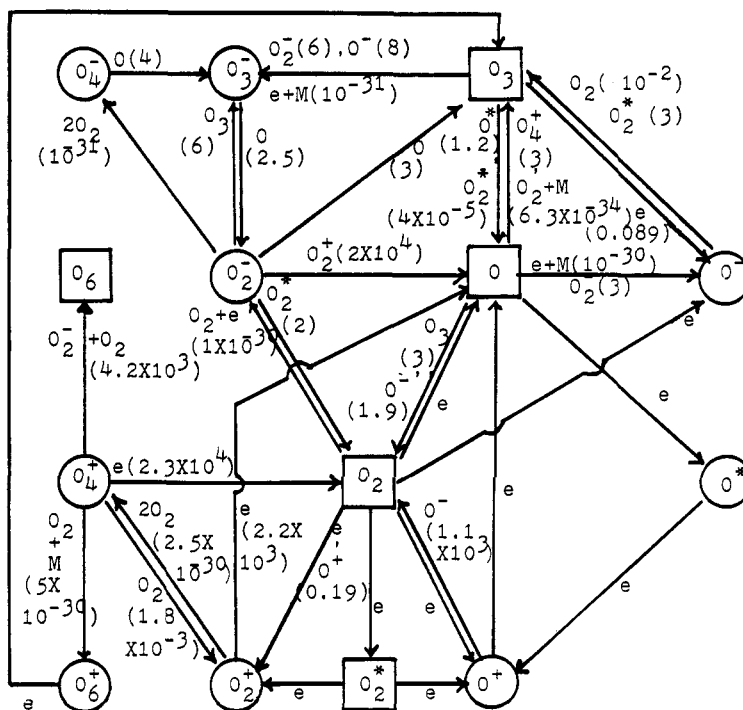 O₄⁻ O(4) O₃⁻ O₂⁻(6),O⁻(8) O₃
e+M(10⁻³¹)
O₂( 10⁻²)
O₂* (3)
2O₂
(10⁻³¹)
O₃
(6)
O
(2.5)
O
(3)
O*
(1.2)
O₄⁺
(3)
O₂*
(4X10⁻⁵)
O₂+M
(6.3X10⁻³⁴)
e
(0.089)
O₆ O₂⁻ O₂⁺(2X10⁴) O e+M(10⁻³⁰) O⁻
O₂⁻(3)
O₂+e
(1X10⁻³⁰)
O₂*
(2)
e
O₂⁻+O₂
(4.2X10³)
O₃
(3)
O⁻,
(1.9)
e
e
O₄⁺ e(2.3X10⁴) O₂ O*
O₂
+
M
(5X
10⁻³⁰)
2O₂
(2.5X
10⁻³⁰)
O₂
(1.8
X10⁻³)
e
(2.2X
10³)
e,
O⁺
(0.19)
e
O⁻
(1.1
X10³)
e
e
e
O₆⁺ O₂⁺ e O₂* e O⁺
e